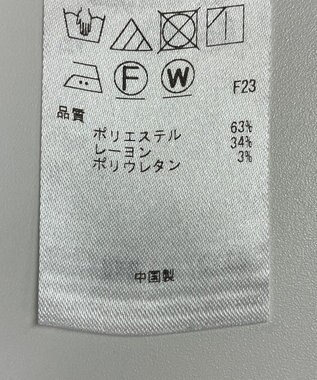 F W
F23
品質
ポリエステル 63%
レーヨン 34%
ポリウレタン 3%
中国製